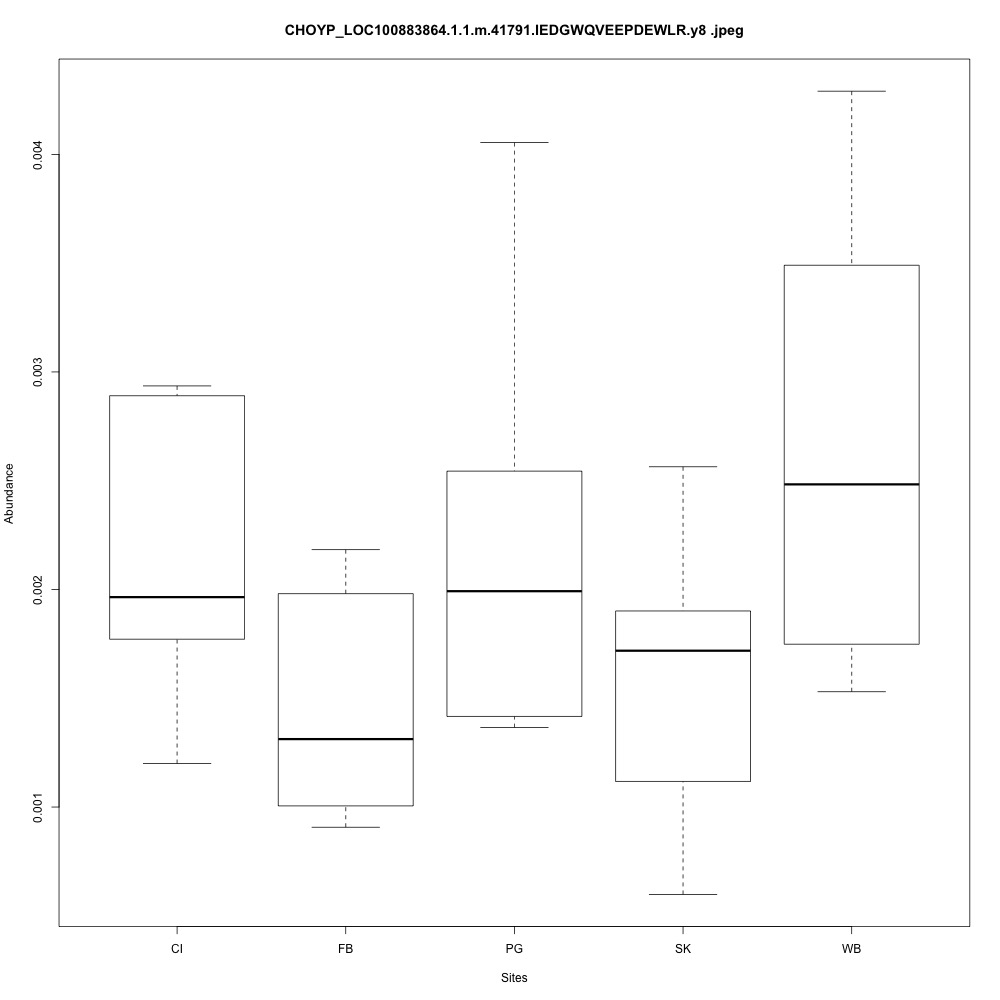 CHOYP_LOC100883864.1.1.m.41791.IEDGWQVEEPDEWLR.y8 .jpeg
0.004
0.003
0.002
0.001
Abundance
CI FB PG SK WB
Sites